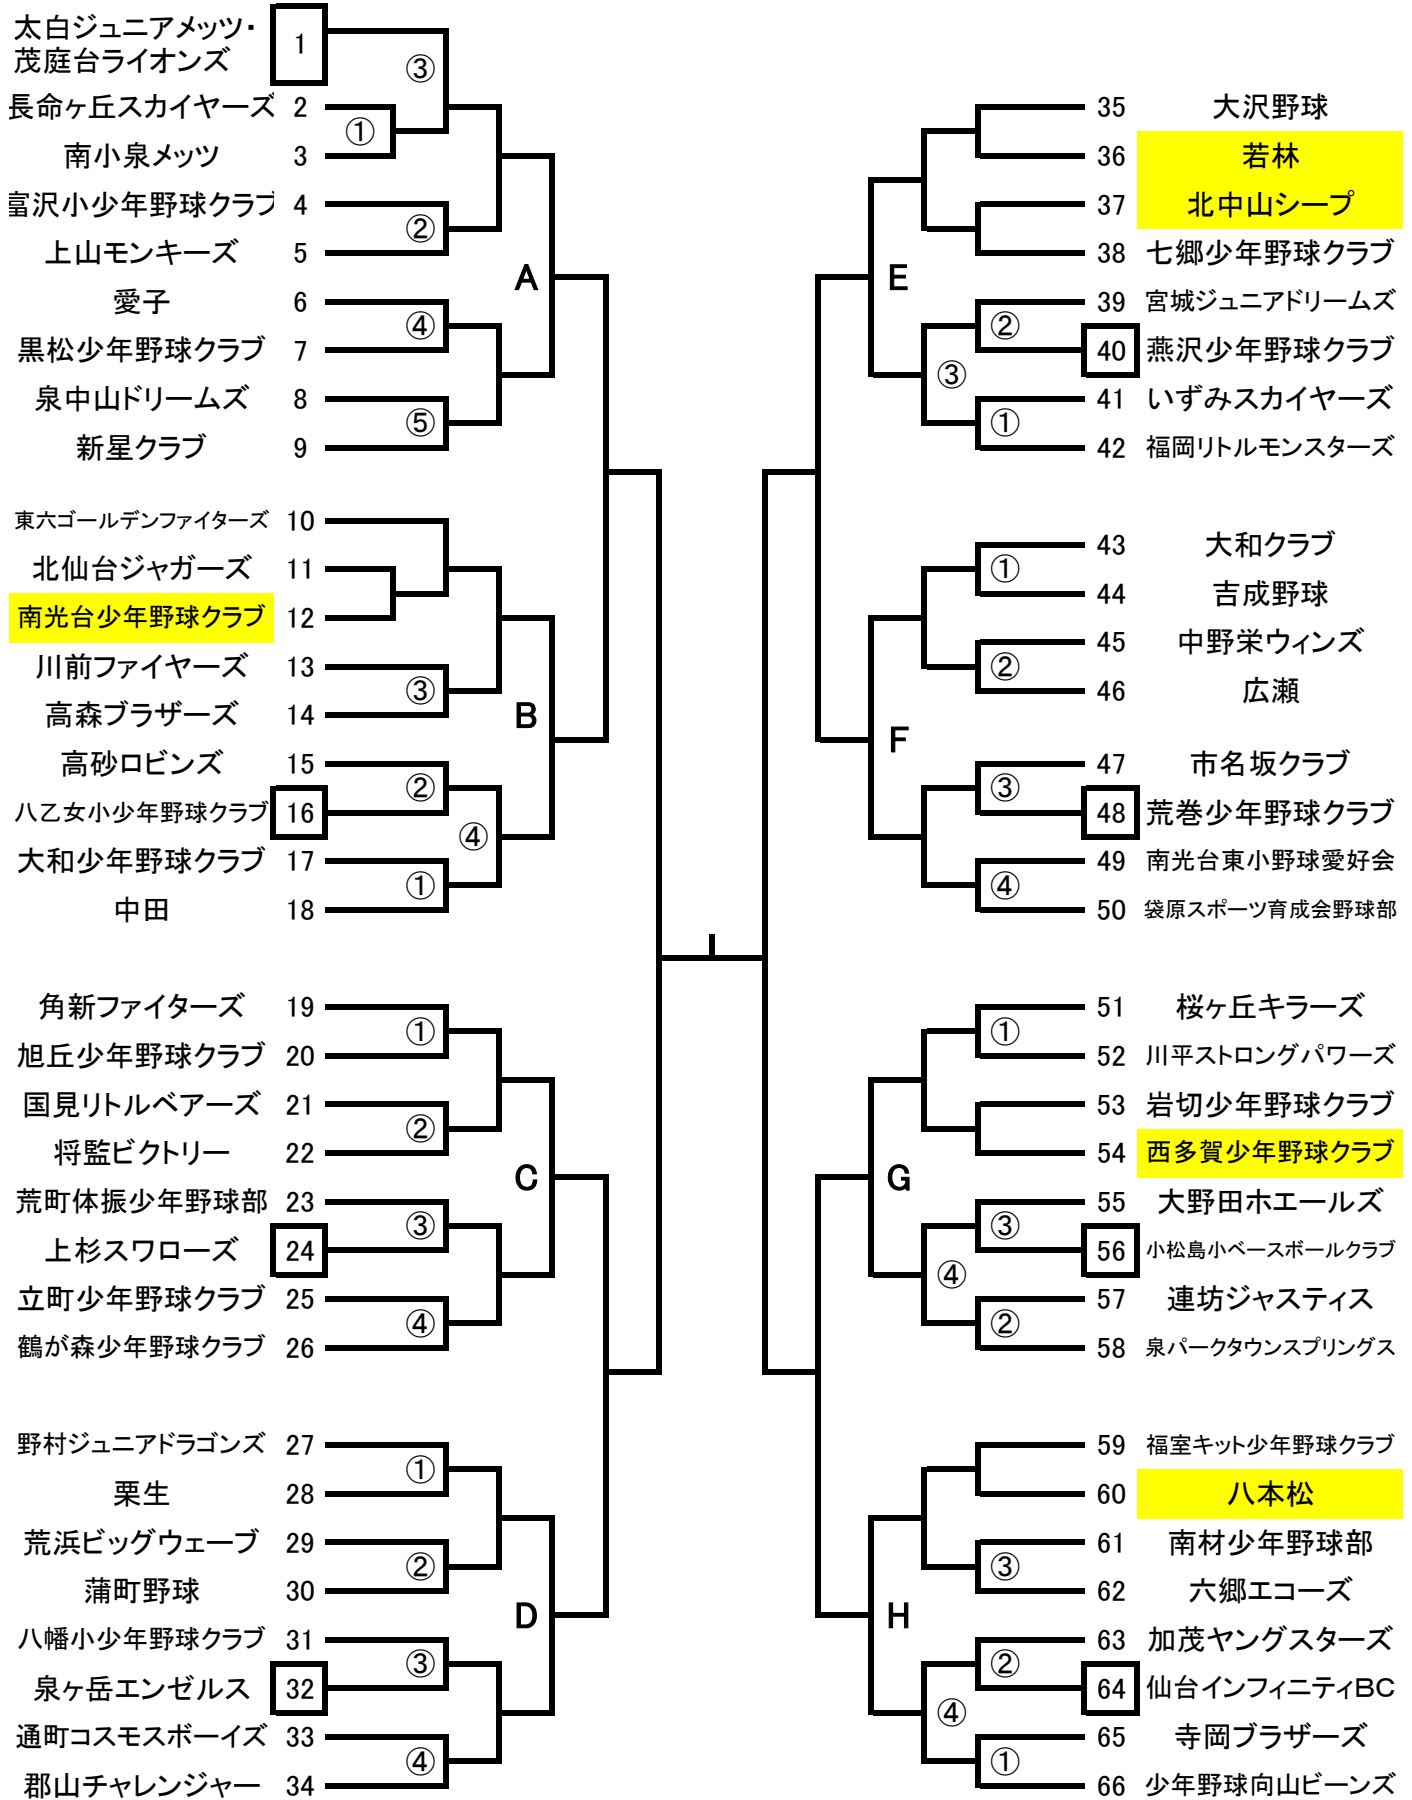 太白ジュニアメッツ・
茂庭台ライオンズ 1
③
長命ヶ丘スカイヤーズ 2
①
南小泉メッツ 3
富沢小少年野球クラブ 4
②
上山モンキーズ 5
A
愛子 6
④
黒松少年野球クラブ 7
泉中山ドリームズ 8
⑤
新星クラブ 9
東六ゴールデンファイターズ 10
北仙台ジャガーズ 11
南光台少年野球クラブ 12
川前ファイヤーズ 13
③
高森ブラザーズ 14
B
高砂ロビンズ 15
②
八乙女小少年野球クラブ 16
④
大和少年野球クラブ 17
①
中田 18
角新ファイターズ 19
①
旭丘少年野球クラブ 20
国見リトルベアーズ 21
②
将監ビクトリー 22
C
荒町体振少年野球部 23
③
上杉スワローズ 24
立町少年野球クラブ 25
④
鶴が森少年野球クラブ 26
野村ジュニアドラゴンズ 27
①
栗生 28
荒浜ビッグウェーブ 29
②
蒲町野球 30
D
八幡小少年野球クラブ 31
③
泉ヶ岳エンゼルス 32
通町コスモスボーイズ 33
④
郡山チャレンジャー 34
35 大沢野球
36 若林
37 北中山シープ
38 七郷少年野球クラブ
E
39 宮城ジュニアドリームズ
②
40 燕沢少年野球クラブ
③
41 いずみスカイヤーズ
①
42 福岡リトルモンスターズ
43 大和クラブ
①
44 吉成野球
45 中野栄ウィンズ
②
46 広瀬
F
47 市名坂クラブ
③
48 荒巻少年野球クラブ
49 南光台東小野球愛好会
④
50 袋原スポーツ育成会野球部
51 桜ヶ丘キラーズ
①
52 川平ストロングパワーズ
53 岩切少年野球クラブ
54 西多賀少年野球クラブ
G
55 大野田ホエールズ
③
56 小松島小ベースボールクラブ
④
57 連坊ジャスティス
②
58 泉パークタウンスプリングス
59 福室キット少年野球クラブ
60 八本松
61 南材少年野球部
③
62 六郷エコーズ
H
63 加茂ヤングスターズ
②
64 仙台インフィニティBC
④
65 寺岡ブラザーズ
①
66 少年野球向山ビーンズ